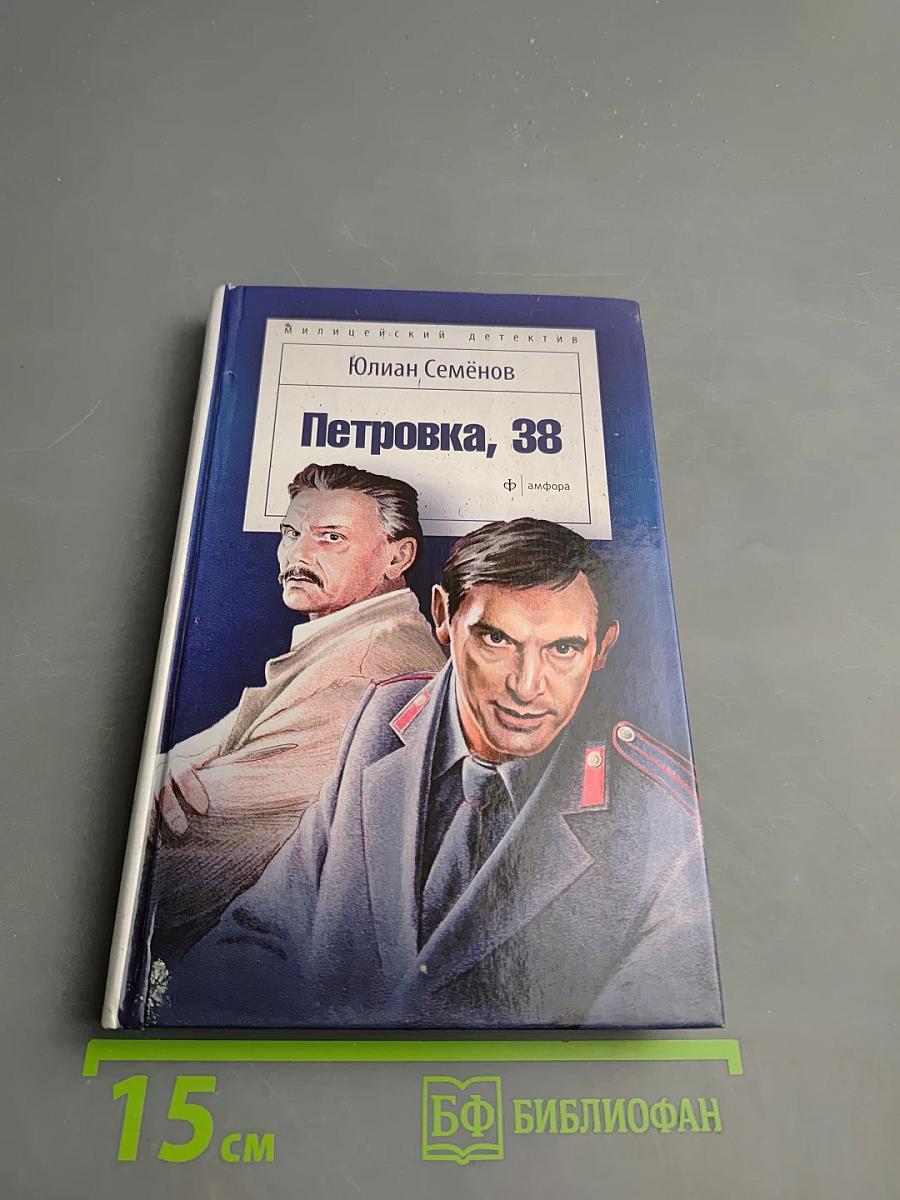 милицейский детектив
Юлиан Семёнов
Петровка, 38
ф | амфора
15 см
БФ БИБЛИОФАН